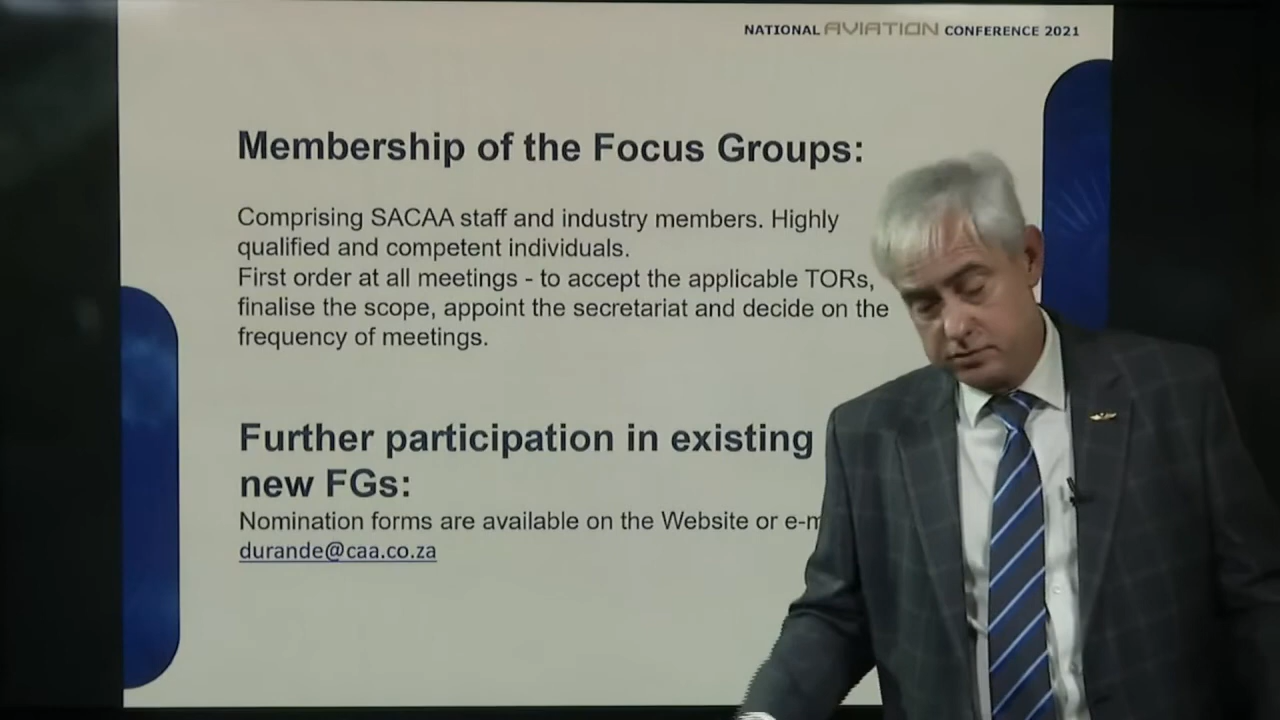 NATIONAL AVIATION CONFERENCE 2021
Membership of the Focus Groups:
Comprising SACAA staff and industry members. Highly
qualified and competent individuals.
First order at all meetings - to accept the applicable TORs,
finalise the scope, appoint the secretariat and decide on the
frequency of meetings.
Further participation in existing
new FGs:
Nomination forms are available on the Website or
durande@caa.co.za